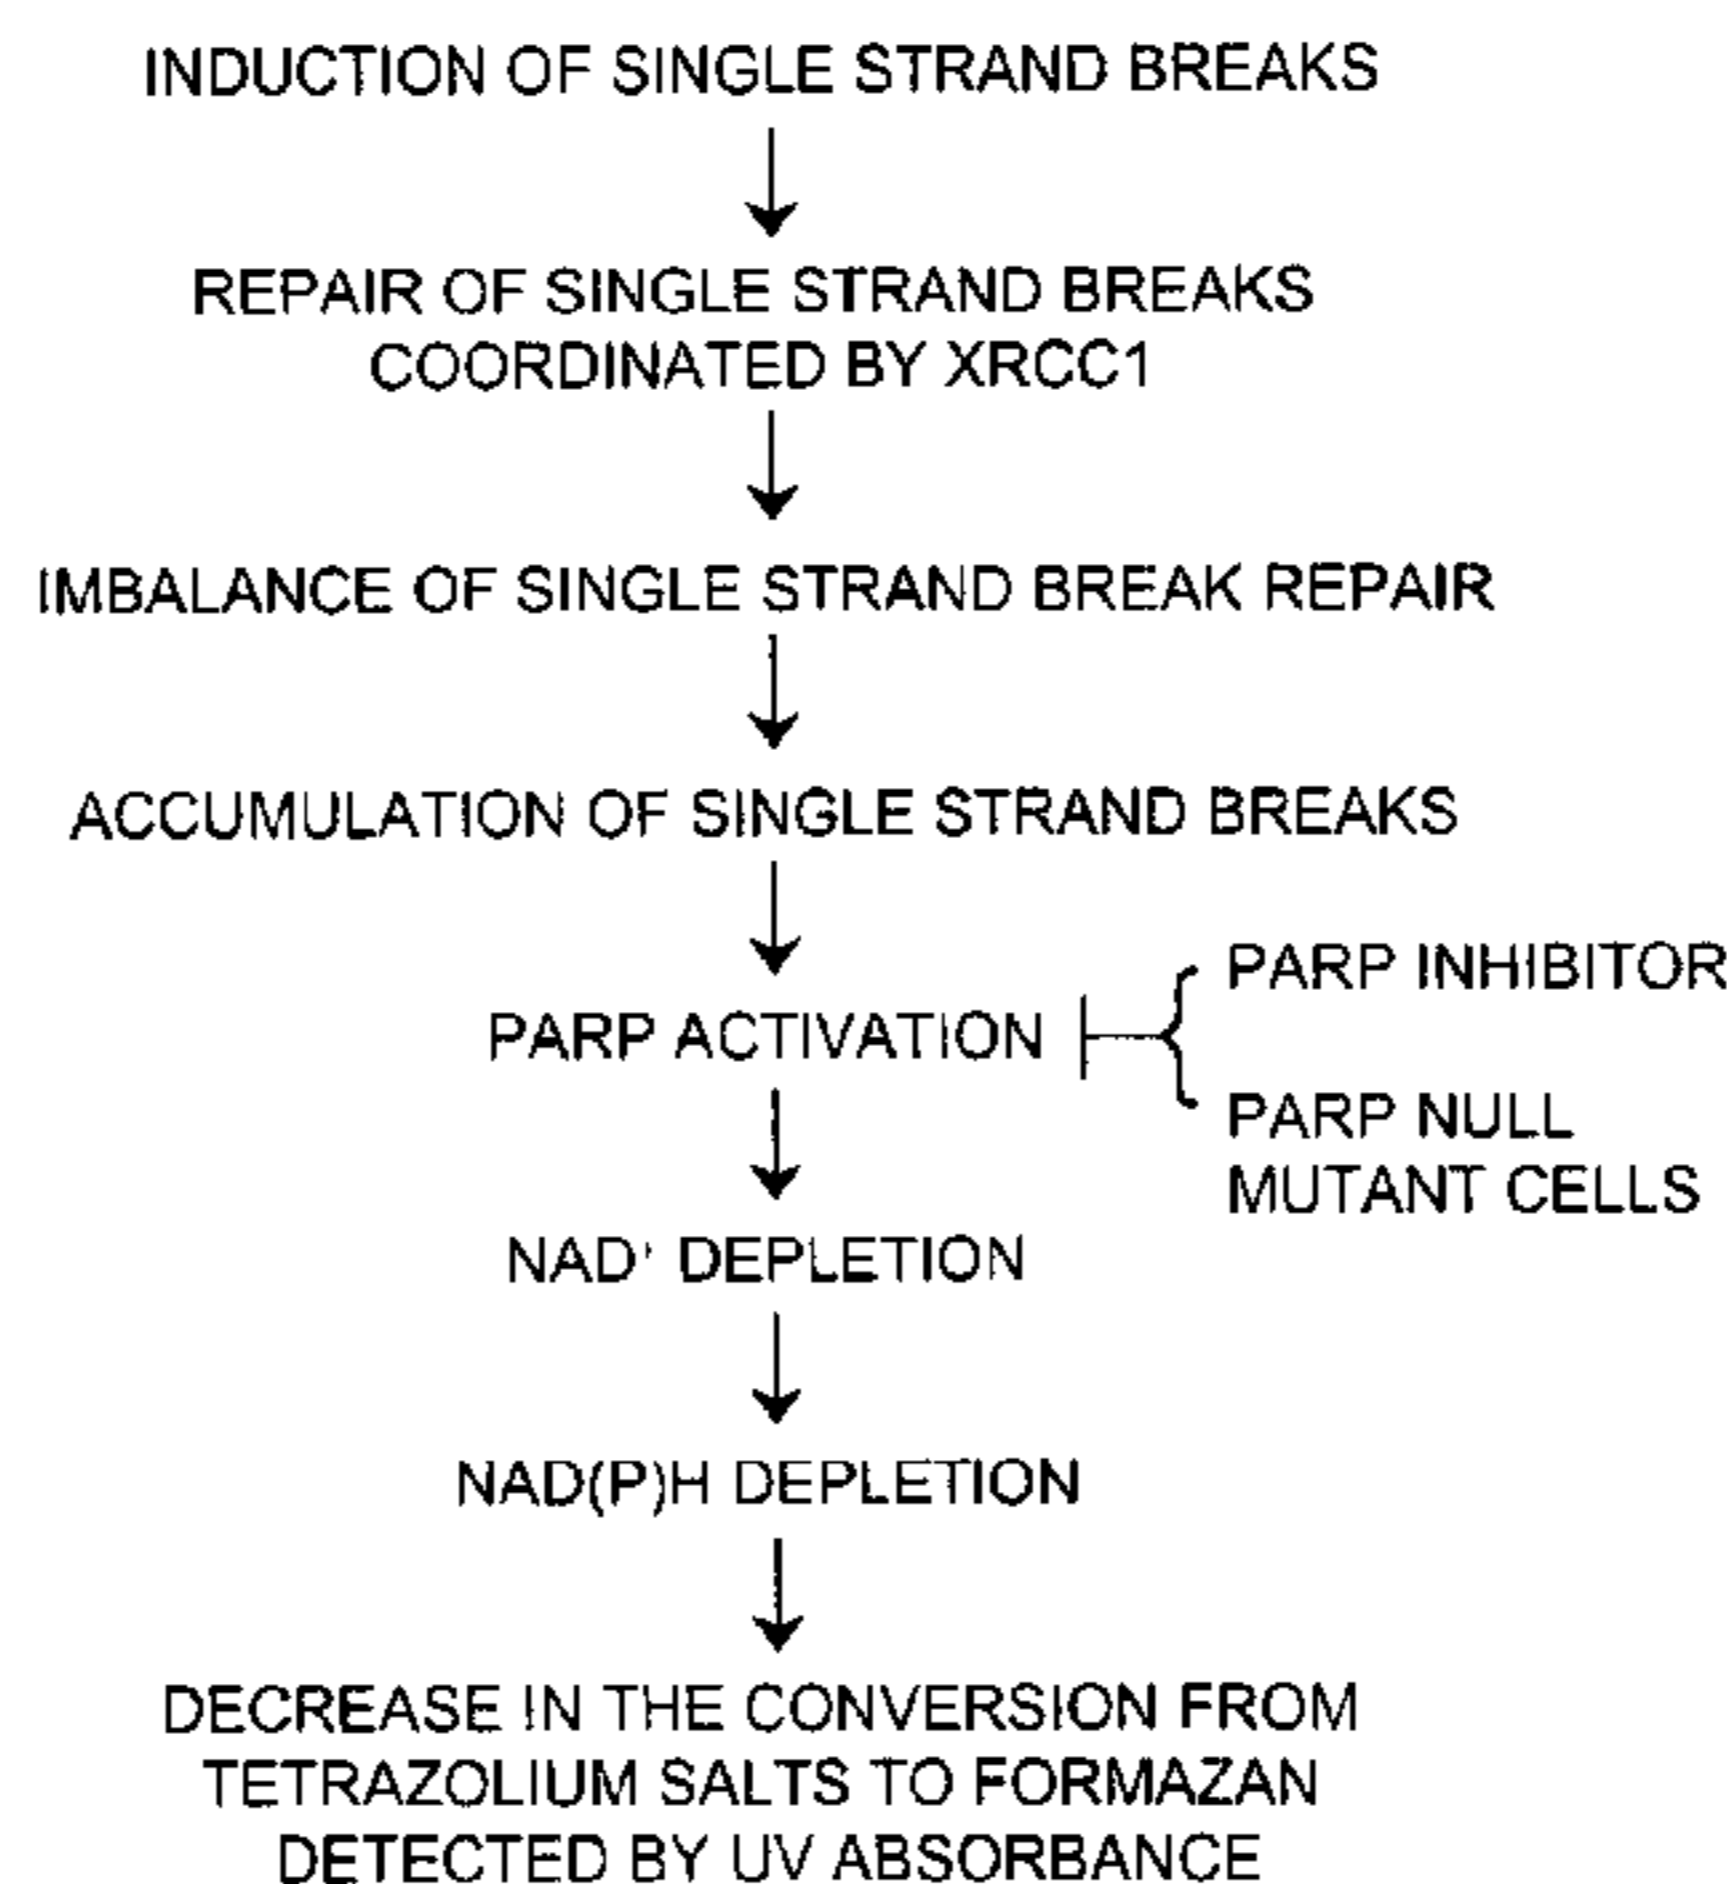 INDUCTION OF SINGLE STRAND BREAKS
REPAIR OF SINGLE STRAND BREAKS
COORDINATED BY XRCC1
IMBALANCE OF SINGLE STRAND BREAK REPAIR
ACCUMULATION OF SINGLE STRAND BREAKS
PARP ACTIVATION
PARP INHIBITOR
PARP NULL
MUTANT CELLS
NAD⁺ DEPLETION
NAD(P)H DEPLETION
DECREASE IN THE CONVERSION FROM
TETRAZOLIUM SALTS TO FORMAZAN
DETECTED BY UV ABSORBANCE